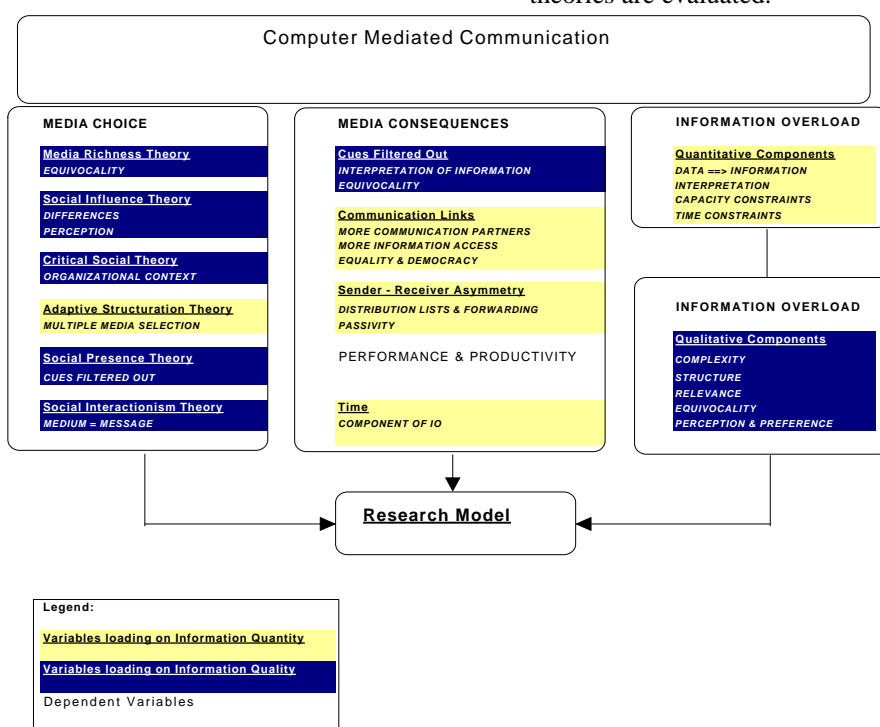 theories are evaluated.
Computer Mediated Communication
MEDIA CHOICE
Media Richness Theory
EQUIVOCALITY
Social Influence Theory
DIFFERENCES
PERCEPTION
Critical Social Theory
ORGANIZATIONAL CONTEXT
Adaptive Structuration Theory
MULTIPLE MEDIA SELECTION
Social Presence Theory
CUES FILTERED OUT
Social Interactionism Theory
MEDIUM = MESSAGE
MEDIA CONSEQUENCES
Cues Filtered Out
INTERPRETATION OF INFORMATION
EQUIVOCALITY
Communication Links
MORE COMMUNICATION PARTNERS
MORE INFORMATION ACCESS
EQUALITY & DEMOCRACY
Sender - Receiver Asymmetry
DISTRIBUTION LISTS & FORWARDING
PASSIVITY
PERFORMANCE & PRODUCTIVITY
Time
COMPONENT OF IO
INFORMATION OVERLOAD
Quantitative Components
DATA ==> INFORMATION
INTERPRETATION
CAPACITY CONSTRAINTS
TIME CONSTRAINTS
INFORMATION OVERLOAD
Qualitative Components
COMPLEXITY
STRUCTURE
RELEVANCE
EQUIVOCALITY
PERCEPTION & PREFERENCE
Research Model
Legend:
Variables loading on Information Quantity
Variables loading on Information Quality
Dependent Variables